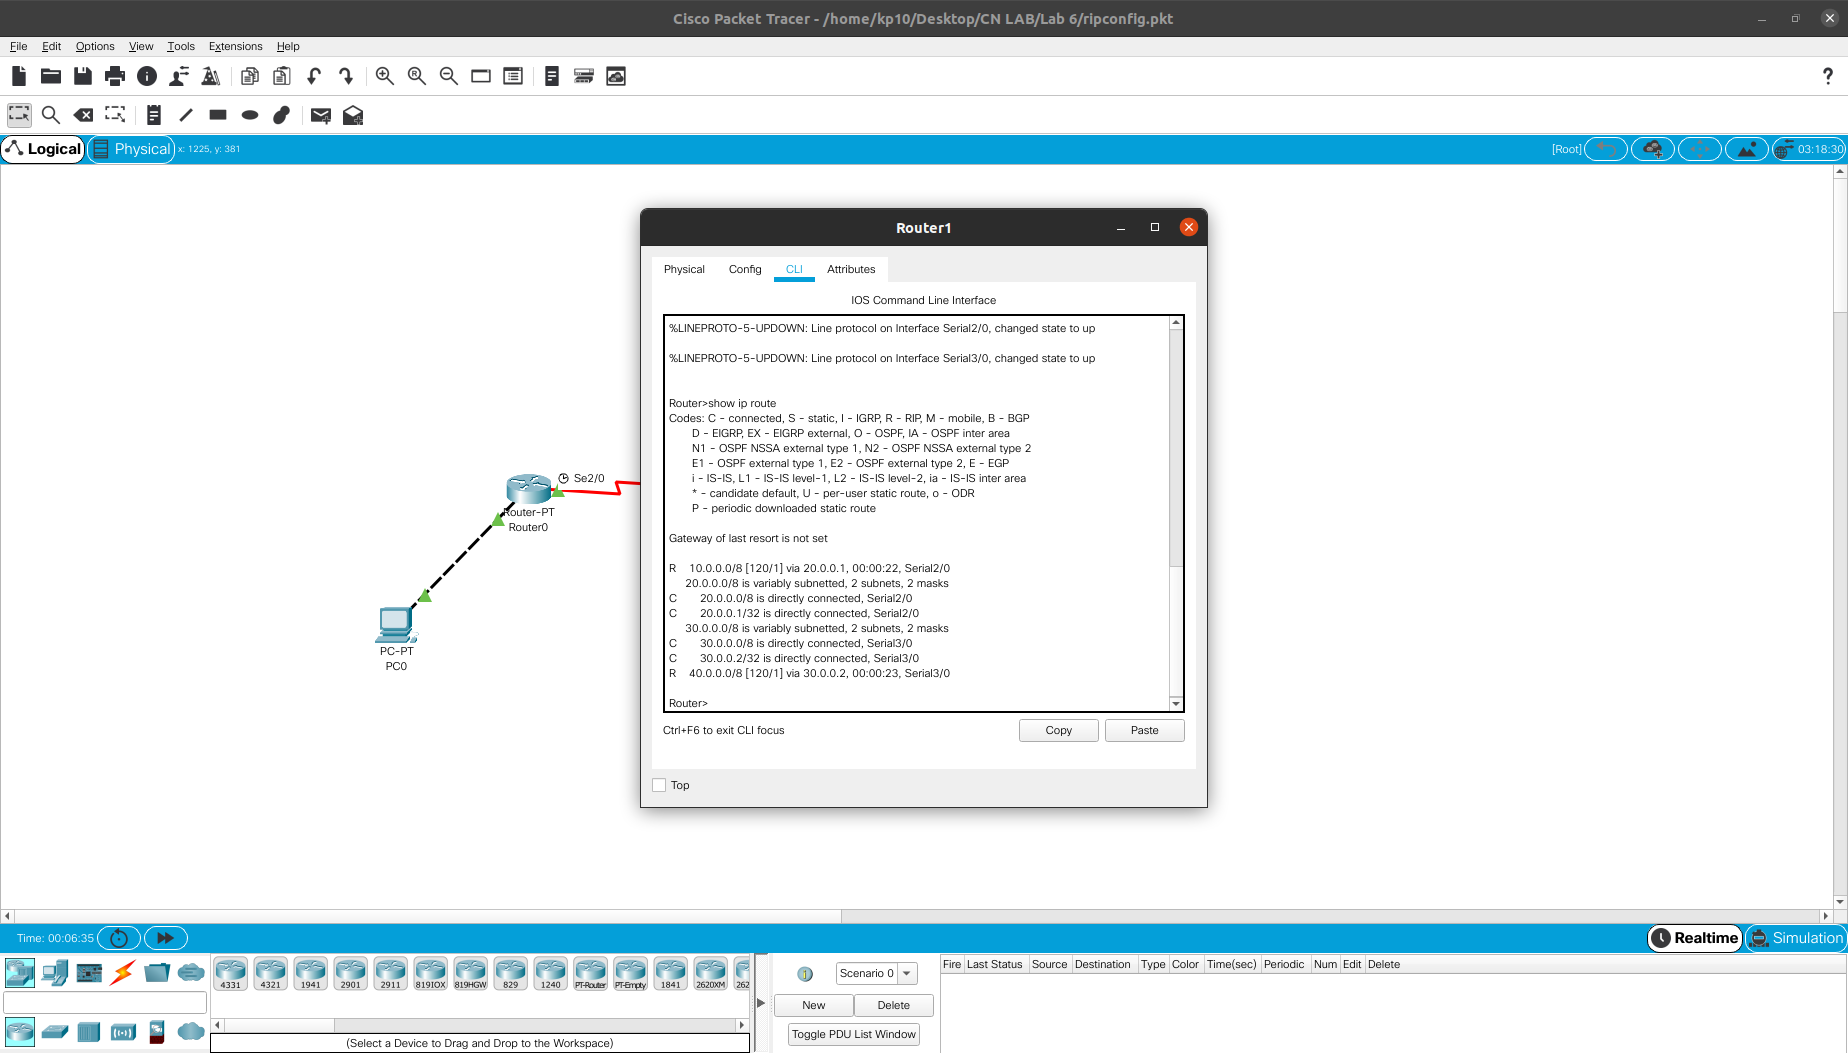 Cisco Packet Tracer - /home/kp10/Desktop/CN LAB/Lab 6/ripconfig.pkt
File Edit Options View Tools Extensions Help
Logical Physical x: 1225, y: 381 [Root] 03:18:30
Router1
Physical Config CLI Attributes
IOS Command Line Interface
%LINEPROTO-5-UPDOWN: Line protocol on Interface Serial2/0, changed state to up
%LINEPROTO-5-UPDOWN: Line protocol on Interface Serial3/0, changed state to up
Router>show ip route
Codes: C - connected, S - static, I - IGRP, R - RIP, M - mobile, B - BGP
D - EIGRP, EX - EIGRP external, O - OSPF, IA - OSPF inter area
N1 - OSPF NSSA external type 1, N2 - OSPF NSSA external type 2
E1 - OSPF external type 1, E2 - OSPF external type 2, E - EGP
i - IS-IS, L1 - IS-IS level-1, L2 - IS-IS level-2, ia - IS-IS inter area
* - candidate default, U - per-user static route, o - ODR
P - periodic downloaded static route
Gateway of last resort is not set
R 10.0.0.0/8 [120/1] via 20.0.0.1, 00:00:22, Serial2/0
20.0.0.0/8 is variably subnetted, 2 subnets, 2 masks
C 20.0.0.0/8 is directly connected, Serial2/0
C 20.0.0.1/32 is directly connected, Serial2/0
30.0.0.0/8 is variably subnetted, 2 subnets, 2 masks
C 30.0.0.0/8 is directly connected, Serial3/0
C 30.0.0.2/32 is directly connected, Serial3/0
R 40.0.0.0/8 [120/1] via 30.0.0.2, 00:00:23, Serial3/0
Router>
Ctrl+F6 to exit CLI focus Copy Paste
Top
Se2/0
Router-PT
Router0
PC-PT
PC0
Time: 00:06:35 Realtime Simulation
4331 4321 1941 2901 2911 819IOX 819HGW 829 1240 PT-Router PT-Empty 1841 2620XM 262
(Select a Device to Drag and Drop to the Workspace)
Scenario 0
New Delete
Toggle PDU List Window
Fire Last Status Source Destination Type Color Time(sec) Periodic Num Edit Delete